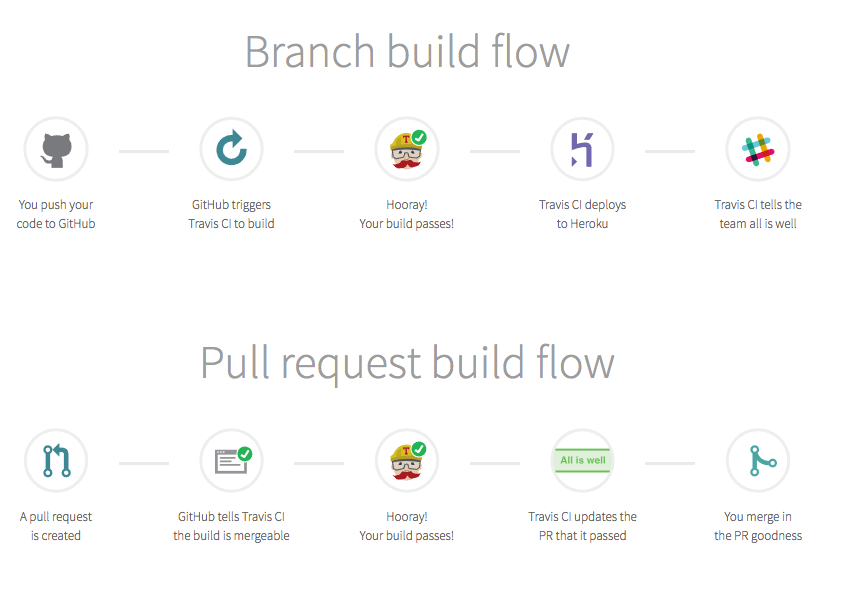 Branch build flow
You push your
code to GitHub
GitHub triggers
Travis CI to build
Hooray!
Your build passes!
Travis CI deploys
to Heroku
Travis CI tells the
team all is well
Pull request build flow
All is well
A pull request
is created
GitHub tells Travis CI
the build is mergeable
Hooray!
Your build passes!
Travis CI updates the
PR that it passed
You merge in
the PR goodness